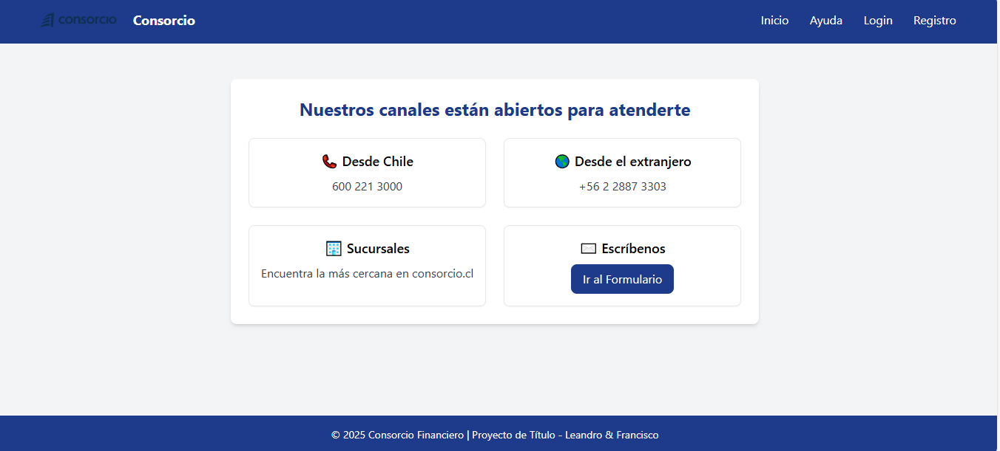 consorcio Consorcio Inicio Ayuda Login Registro
Nuestros canales están abiertos para atenderte
Desde Chile
600 221 3000
Desde el extranjero
+56 2 2887 3303
Sucursales
Encuentra la más cercana en consorcio.cl
Escríbenos
Ir al Formulario
© 2025 Consorcio Financiero | Proyecto de Título - Leandro & Francisco